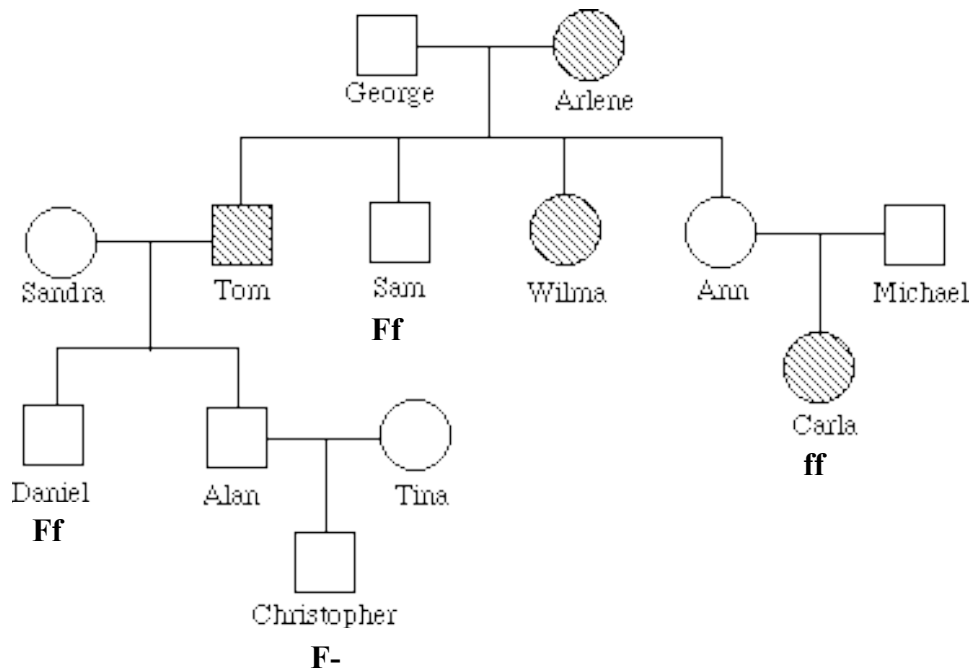 George
Arlene
Sandra
Tom
Sam
Wilma
Ann
Michael
Ff
Carla
ff
Daniel
Alan
Tina
Ff
Christopher
F-